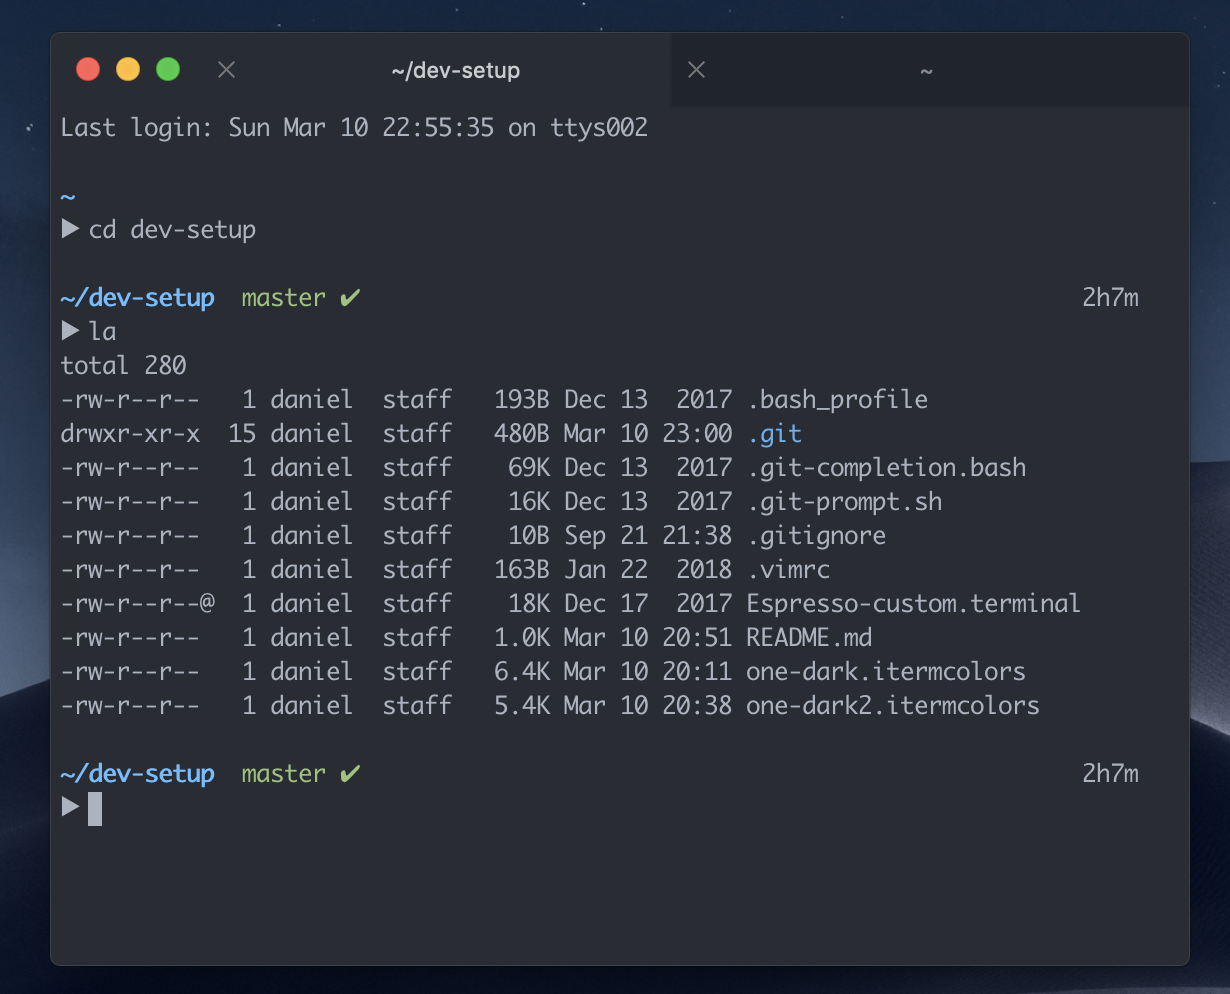 ~/dev-setup
~
Last login: Sun Mar 10 22:55:35 on ttys002
~
▶ cd dev-setup
~/dev-setup  master ✔ 2h7m
▶ la
total 280
-rw-r--r--   1 daniel  staff   193B Dec 13  2017 .bash_profile
drwxr-xr-x  15 daniel  staff   480B Mar 10 23:00 .git
-rw-r--r--   1 daniel  staff    69K Dec 13  2017 .git-completion.bash
-rw-r--r--   1 daniel  staff    16K Dec 13  2017 .git-prompt.sh
-rw-r--r--   1 daniel  staff    10B Sep 21 21:38 .gitignore
-rw-r--r--   1 daniel  staff   163B Jan 22  2018 .vimrc
-rw-r--r--@  1 daniel  staff    18K Dec 17  2017 Espresso-custom.terminal
-rw-r--r--   1 daniel  staff   1.0K Mar 10 20:51 README.md
-rw-r--r--   1 daniel  staff   6.4K Mar 10 20:11 one-dark.itermcolors
-rw-r--r--   1 daniel  staff   5.4K Mar 10 20:38 one-dark2.itermcolors
~/dev-setup  master ✔ 2h7m
▶